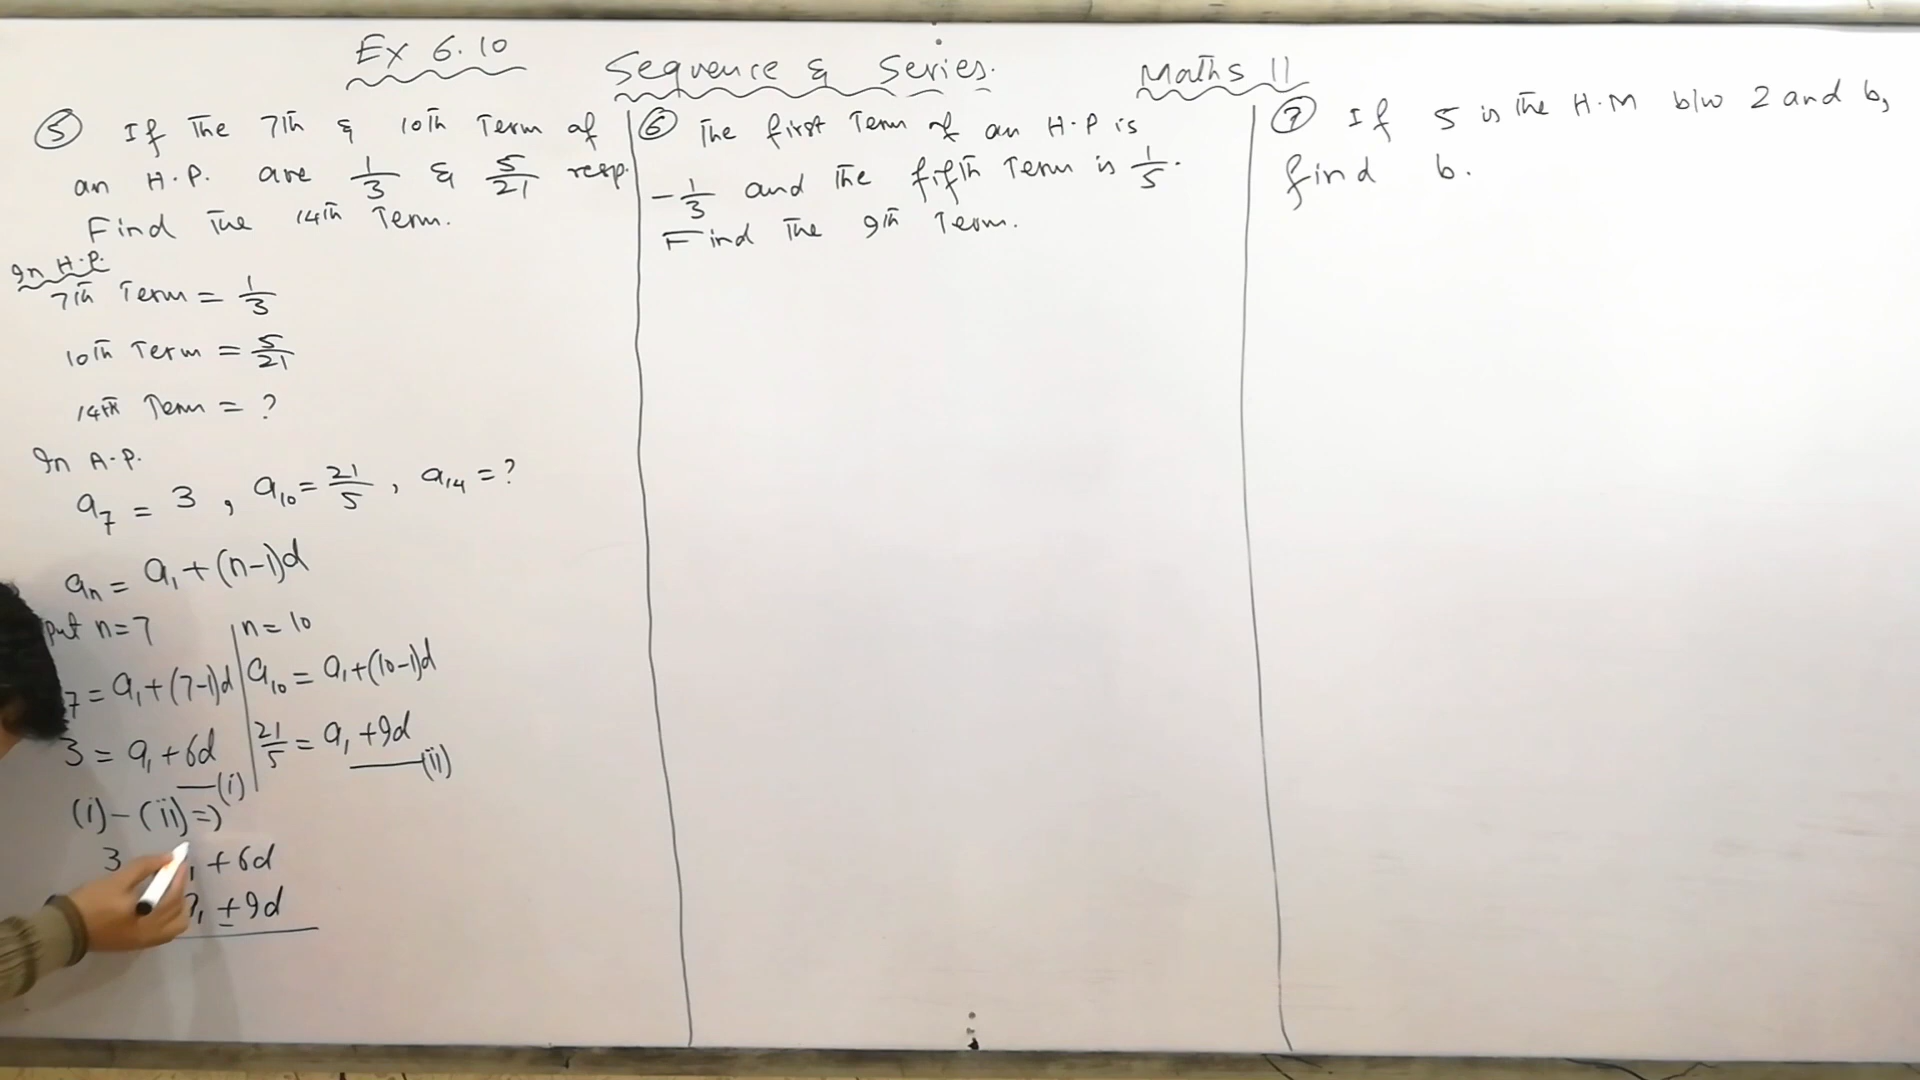 Ex 6.10
Sequence & Series.
Maths 11
⑤ If The 7th & 10th Term of
an H.P. are 1/3 & 5/21 resp.
Find The 14th Term.
In H.P.
7th Term = 1/3
10th Term = 5/21
14th Term = ?
In A.P.
a₇ = 3 , a₁₀ = 21/5 , a₁₄ = ?
aₙ = a₁ + (n-1)d
put n=7
7 = a₁ + (7-1)d
3 = a₁ + 6d
—(i)
n = 10
a₁₀ = a₁ + (10-1)d
21/5 = a₁ + 9d
—(ii)
(i) - (ii) =>
3 ₁ + 6d
₁ ± 9d
⑥ The first Term of an H.P is
-1/3 and The fifth Term is 1/5.
Find The 9th Term.
⑦ If 5 is The H.M b/w 2 and b,
find b.